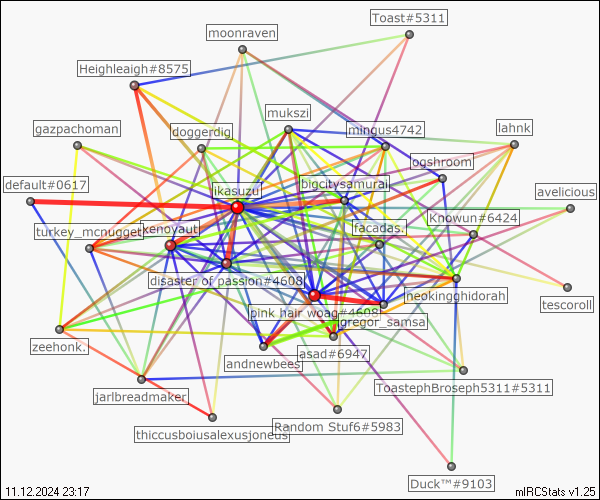 Toast#5311
moonraven
Heighleaigh#8575
mukszi
gazpachoman
doggerdig
mingus4742
lahnk
logshroom
default#0617
ikasuzu
bigcitysamurai
avelicious
turkey_mcnugget
xenoyaut
facadas.
Knowun#6424
disaster of passion#4608
neokingghidorah
tescoroll
pink hair woag#4608
gregor_samsa
zeehonk.
andnewbees
asad#6947
jarlbreadmaker
ToastephBroseph5311#5311
thiccusboiusalexusjoneus
Random Stuf6#5983
Duck™#9103
11.12.2024 23:17
mIRCStats v1.25